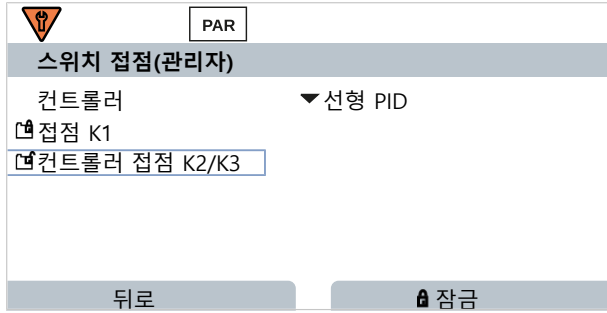 PAR
스위치 접점(관리자)
컨트롤러 선형 PID
접점 K1
컨트롤러 접점 K2/K3
뒤로 잠금